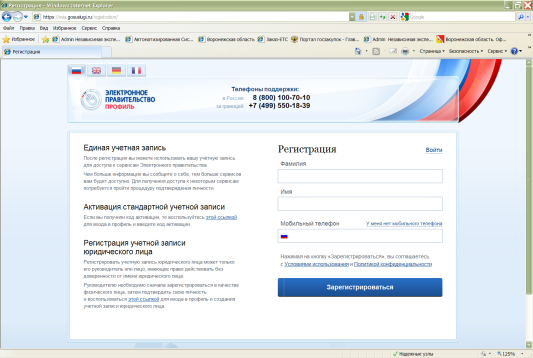 Регистрация - Windows Internet Explorer
https://esia.gosuslugi.ru/registration/
Google
Файл Правка Вид Избранное Сервис Справка
Избранное
Admin Независимая эксп...
Автоматизированная Сис...
Воронежская область
Заказ-ЕТС
Портал госзакупок - Глав...
Admin Независимая экспе...
Воронежская область. Оф...
Регистрация
Страница
Безопасность
Сервис
ЭЛЕКТРОННОЕ
ПРАВИТЕЛЬСТВО
ПРОФИЛЬ
Телефоны поддержки:
в России 8 (800) 100-70-10
за границей +7 (499) 550-18-39
Единая учетная запись
После регистрации вы можете использовать вашу учётную запись
для доступа к сервисам Электронного правительства.
Чем больше информации вы сообщите о себе, тем больше сервисов
вам будет доступно. Для получения доступа к некоторым сервисам
потребуется пройти процедуру подтверждения личности
Активация стандартной учетной записи
Если вы получили код активации, то воспользуйтесь этой ссылкой
для входа в профиль и введите код активации.
Регистрация учетной записи
юридического лица
Регистрировать учетную запись юридического лица может только
его руководитель или лицо, имеющее право действовать без
доверенности от имени юридического лица.
Руководителю необходимо сначала зарегистрироваться в качестве
физического лица, затем подтвердить свою личность
и воспользоваться этой ссылкой для входа в профиль и создания
учетной записи юридического лица
Регистрация
Войти
Фамилия
Имя
Мобильный телефон
У меня нет мобильного телефона
Нажимая на кнопку «Зарегистрироваться», вы соглашаетесь
с Условиями использования и Политикой конфиденциальности
Зарегистрироваться
Надежные узлы
125%